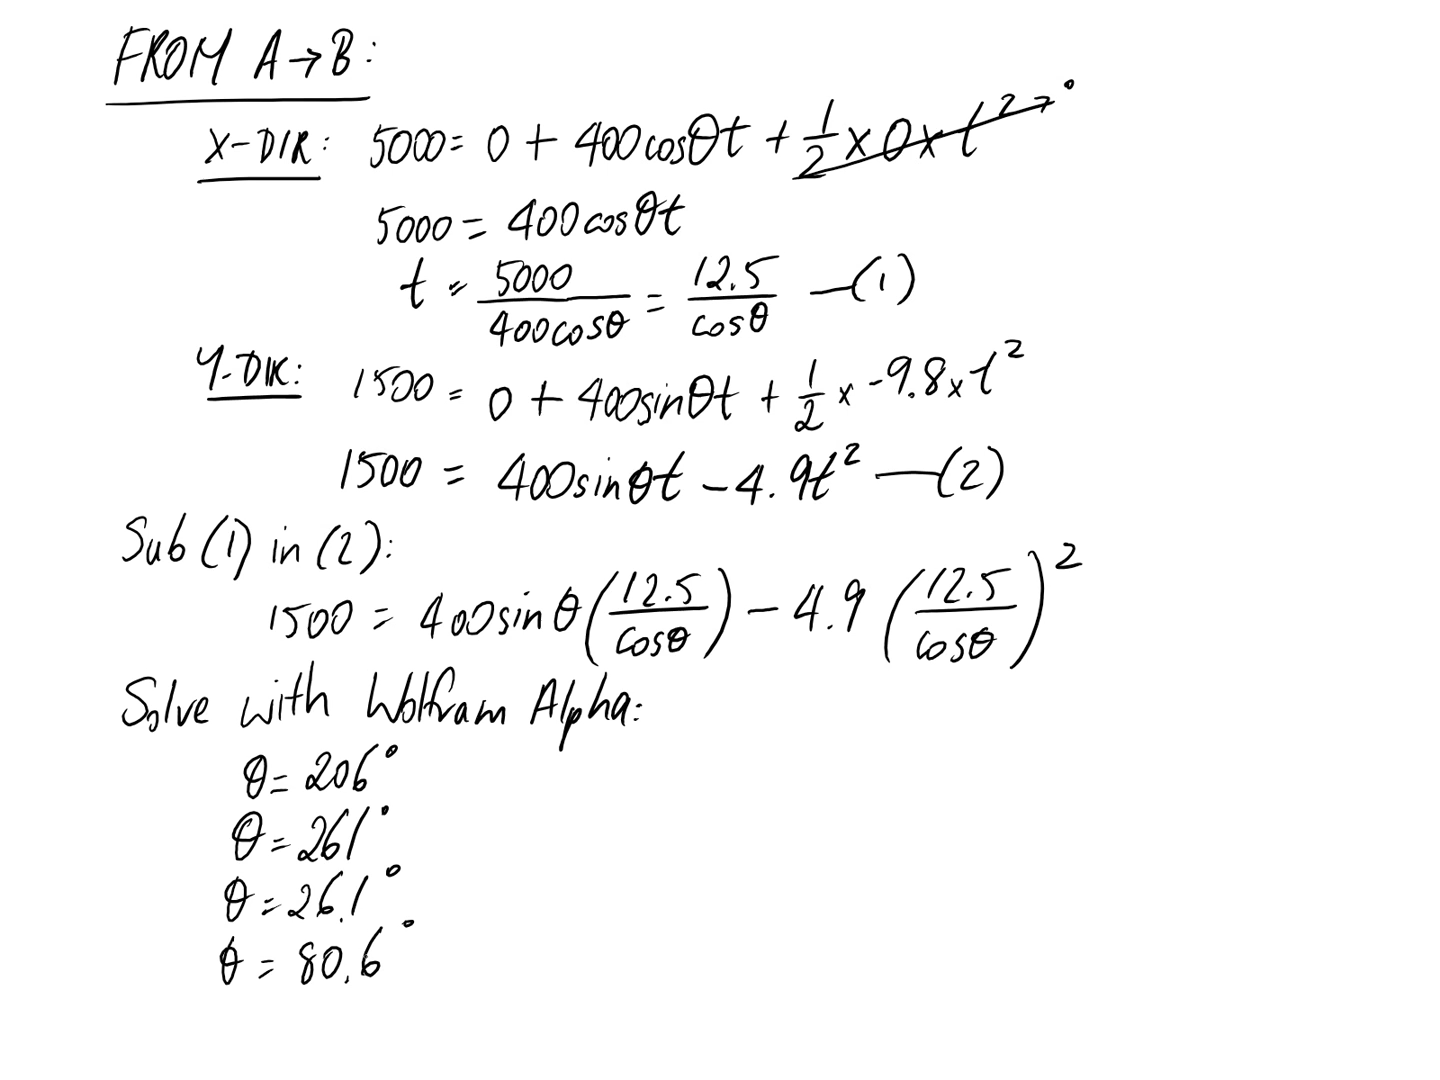 FROM A→B:
X-DIR: 5000 = 0 + 400cosθt + 1/2 × 0 × t² → 0
5000 = 400cosθt
t = 5000/400cosθ = 12.5/cosθ —(1)
Y-DIR: 1500 = 0 + 400sinθt + 1/2 × -9.8 × t²
1500 = 400sinθt - 4.9t² —(2)
Sub (1) in (2):
1500 = 400sinθ(12.5/cosθ) - 4.9(12.5/cosθ)²
Solve with Wolfram Alpha:
θ = 206°
θ = 261°
θ = 26.1°
θ = 80.6°